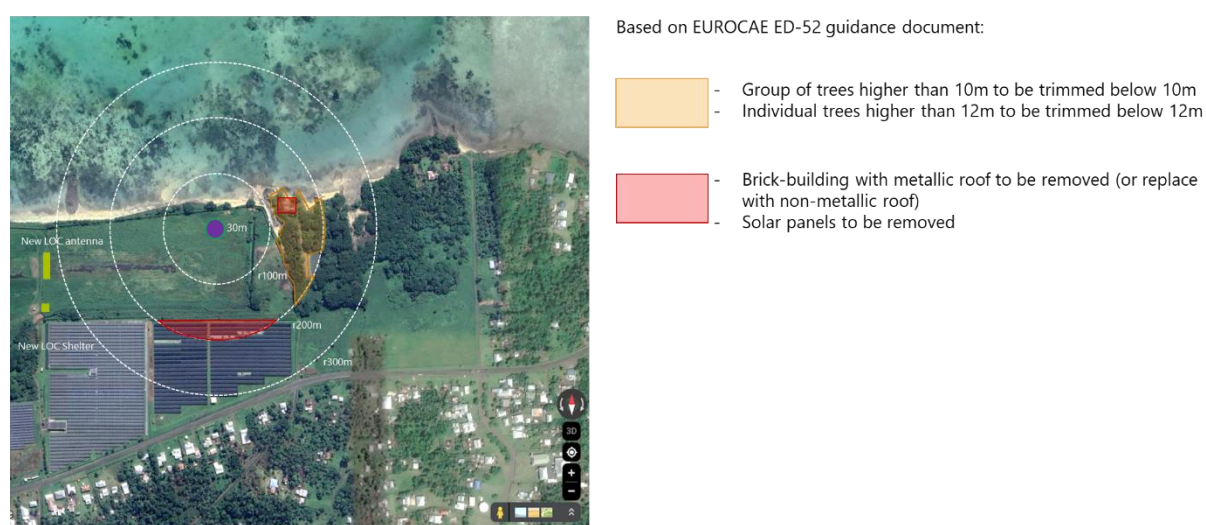 Based on EUROCAE ED-52 guidance document:
- Group of trees higher than 10m to be trimmed below 10m
- Individual trees higher than 12m to be trimmed below 12m
- Brick-building with metallic roof to be removed (or replace
with non-metallic roof)
- Solar panels to be removed
30m
New LOC antenna
r100m
r200m
New LOC Shelter
r300m
3D